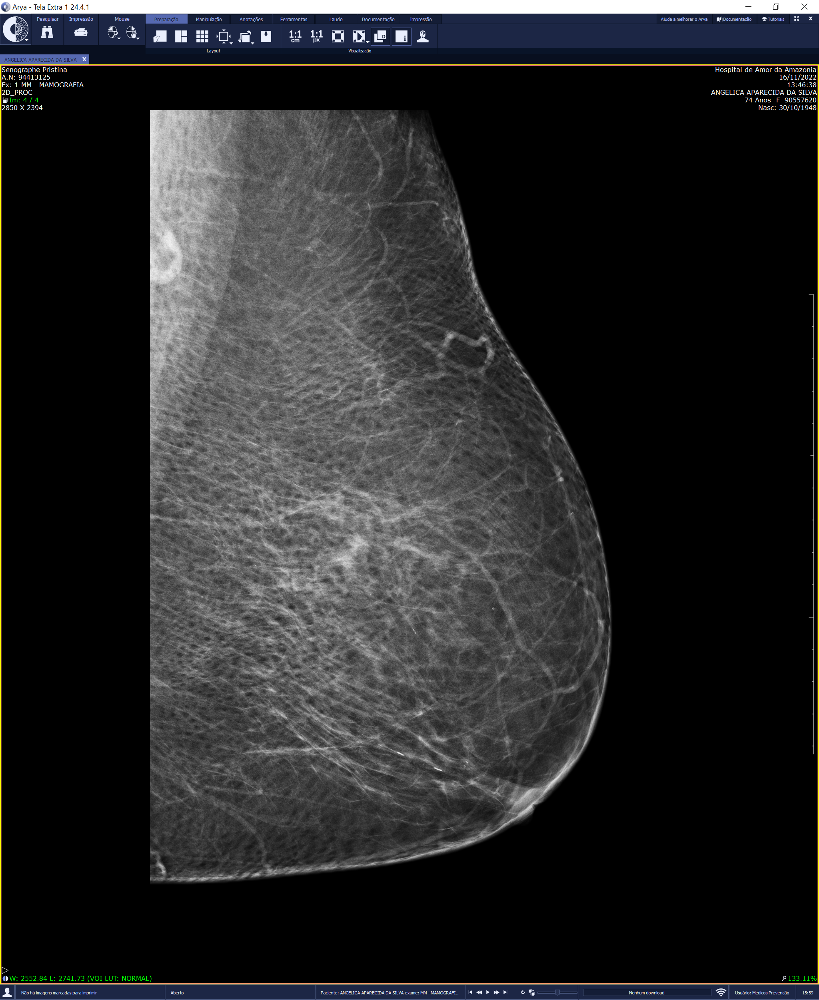 Arya - Tela Extra 1 24.4.1
Pesquisar
Impressão
Mouse
Preparação
Manipulação
Anotações
Ferramentas
Laudo
Documentação
Impressão
Ajude a melhorar o Arya
Documentação
Tutoriais
1:1 cm
1:1 px
D
i
Layout
Visualização
ANGELICA APARECIDA DA SILVA X
Senographe Pristina
A.N: 94413125
Ex: 1 MM - MAMOGRAFIA
2D_PROC
Im: 4 / 4
2850 X 2394
Hospital de Amor da Amazonia
16/11/2022
13:46:38
ANGELICA APARECIDA DA SILVA
74 Anos F 90557620
Nasc: 30/10/1948
W: 2552.84 L: 2741.73 (VOI LUT: NORMAL)
133.11%
Não há imagens marcadas para imprimir
Aberto
Paciente: ANGELICA APARECIDA DA SILVA exame: MM - MAMOGRAFI...
Nenhum download
Usuário: Medicos Prevenção
15:59